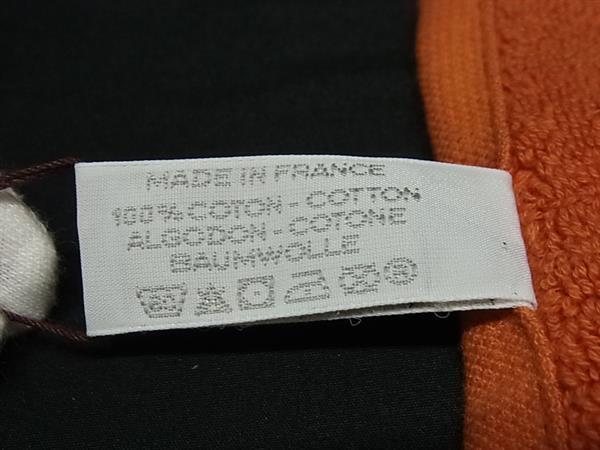 MADE IN FRANCE
100% COTON - COTTON
ALGODON - COTONE
BAUMWOLLE